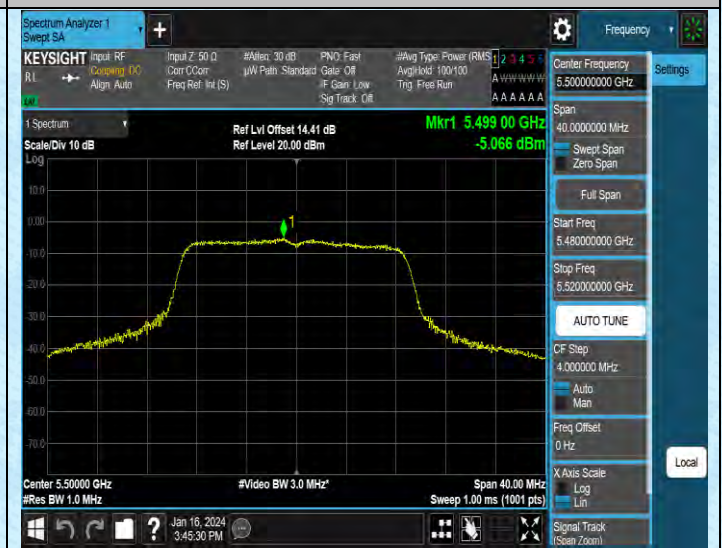 Spectrum Analyzer 1
Swept SA
+
Frequency
KEYSIGHT
RL
Input: RF
Coupling: DC
Align: Auto
Input Z: 50 Ω
Corr CCorr
Freq Ref: Int (S)
#Atten: 30 dB
µW Path: Standard
PNO: Fast
Gate: Off
IF Gain: Low
Sig Track: Off
#Avg Type: Power (RMS
Avg|Hold: 100/100
Trig: Free Run
1 2 3 4 5 6
A W W W W W
A A A A A A
Settings
Center Frequency
5.500000000 GHz
Span
40.0000000 MHz
Swept Span
Zero Span
Full Span
Start Freq
5.480000000 GHz
Stop Freq
5.520000000 GHz
AUTO TUNE
CF Step
4.000000 MHz
Auto
Man
Freq Offset
0 Hz
X Axis Scale
Log
Lin
Signal Track
(Span Zoom)
Local
1 Spectrum
Scale/Div 10 dB
Ref Lvl Offset 14.41 dB
Ref Level 20.00 dBm
Mkr1 5.499 00 GHz
-5.066 dBm
Log
10.0
0.00
-10.0
-20.0
-30.0
-40.0
-50.0
-60.0
-70.0
1
Center 5.50000 GHz
#Res BW 1.0 MHz
#Video BW 3.0 MHz*
Span 40.00 MHz
Sweep 1.00 ms (1001 pts)
?
Jan 16, 2024
3:45:30 PM